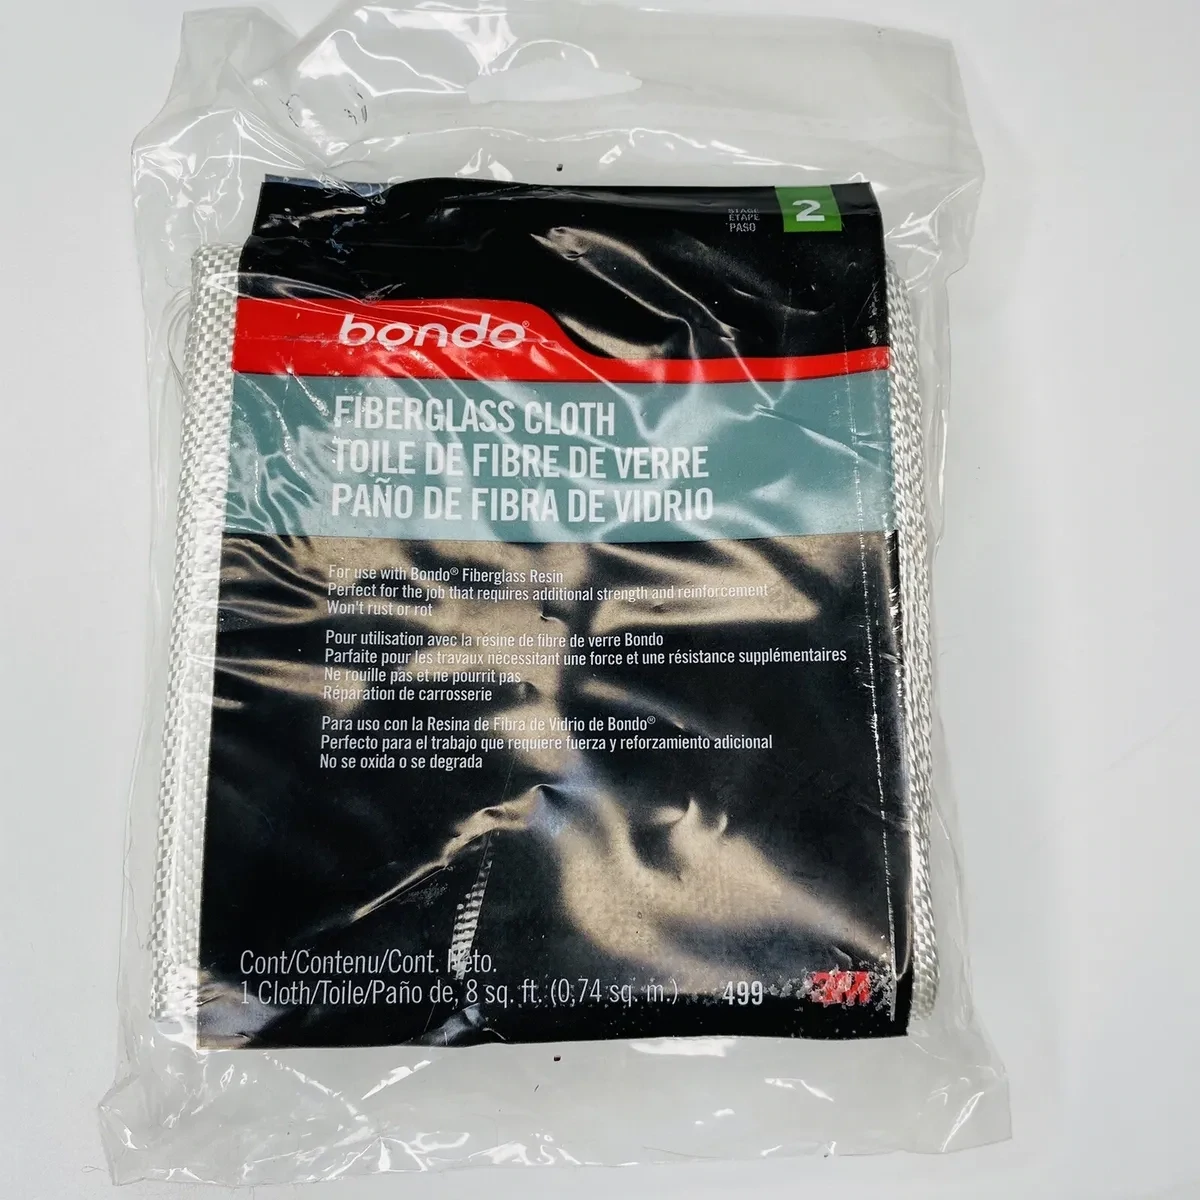 STAGE
ETAPE
PASO
2
bondo®
FIBERGLASS CLOTH
TOILE DE FIBRE DE VERRE
PAÑO DE FIBRA DE VIDRIO
For use with Bondo® Fiberglass Resin
Perfect for the job that requires additional strength and reinforcement
Won't rust or rot
Pour utilisation avec la résine de fibre de verre Bondo
Parfaite pour les travaux nécessitant une force et une résistance supplémentaires
Ne rouille pas et ne pourrit pas
Réparation de carrosserie
Para uso con la Resina de Fibra de Vidrio de Bondo®
Perfecto para el trabajo que requiere fuerza y reforzamiento adicional
No se oxida o se degrada
Cont/Contenu/Cont. Neto.
1 Cloth/Toile/Paño de, 8 sq. ft. (0,74 sq. m.)
499
3M